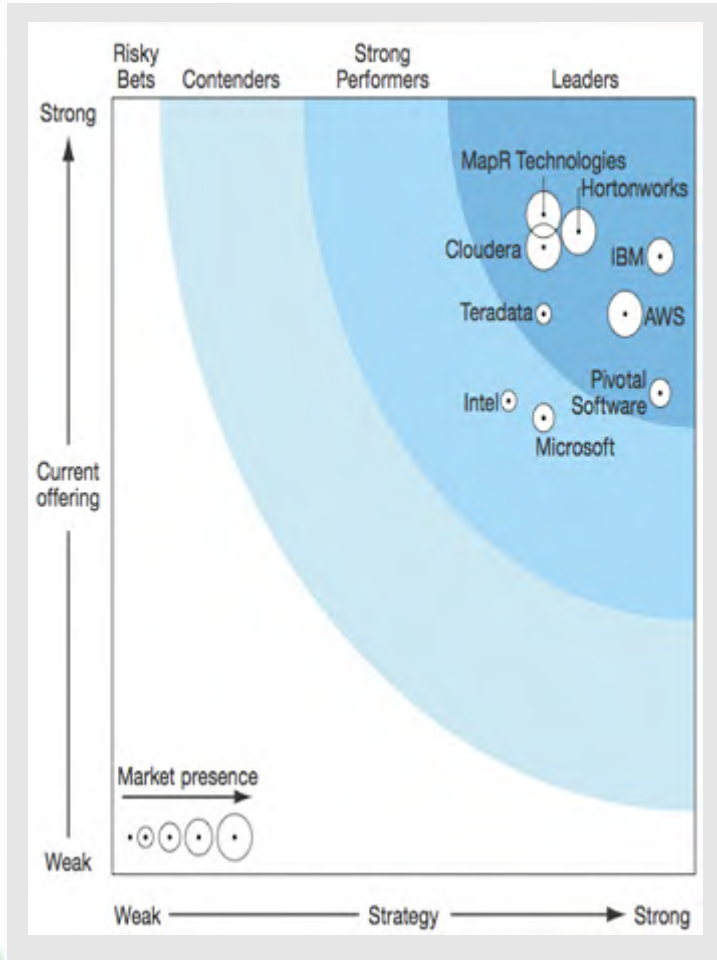 Risky
Bets
Contenders
Strong
Performers
Leaders
Strong
MapR Technologies
Hortonworks
Cloudera
IBM
Teradata
AWS
Pivotal
Software
Intel
Microsoft
Current
offering
Market presence
Weak
Weak
Strategy
Strong